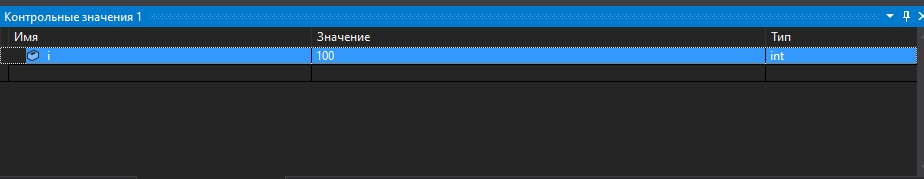 Контрольные значения 1
Имя Значение Тип
i 100 int